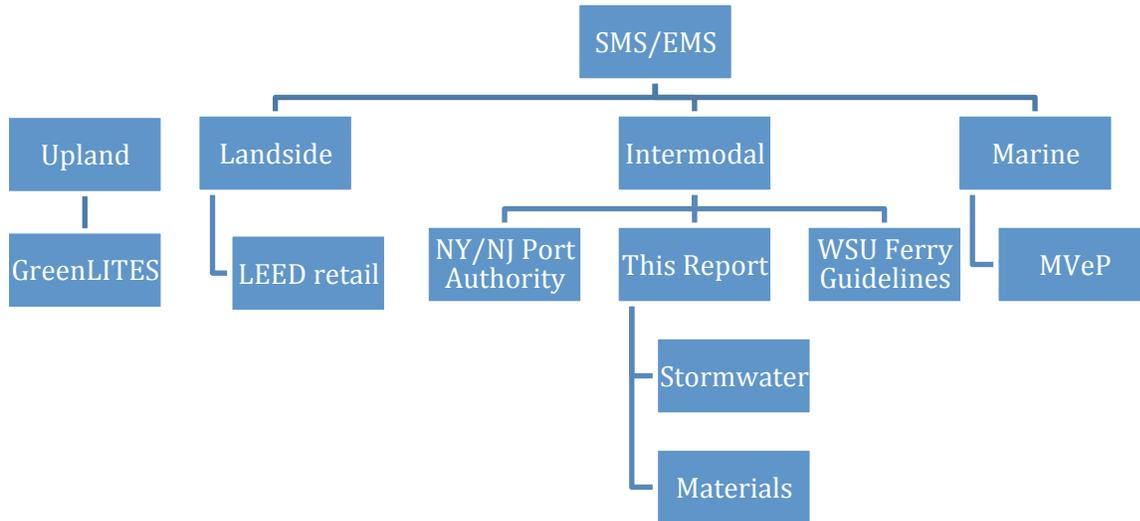 SMS/EMS
Upland
Landside
Intermodal
Marine
GreenLITES
LEED retail
NY/NJ Port
Authority
This Report
WSU Ferry
Guidelines
MVeP
Stormwater
Materials